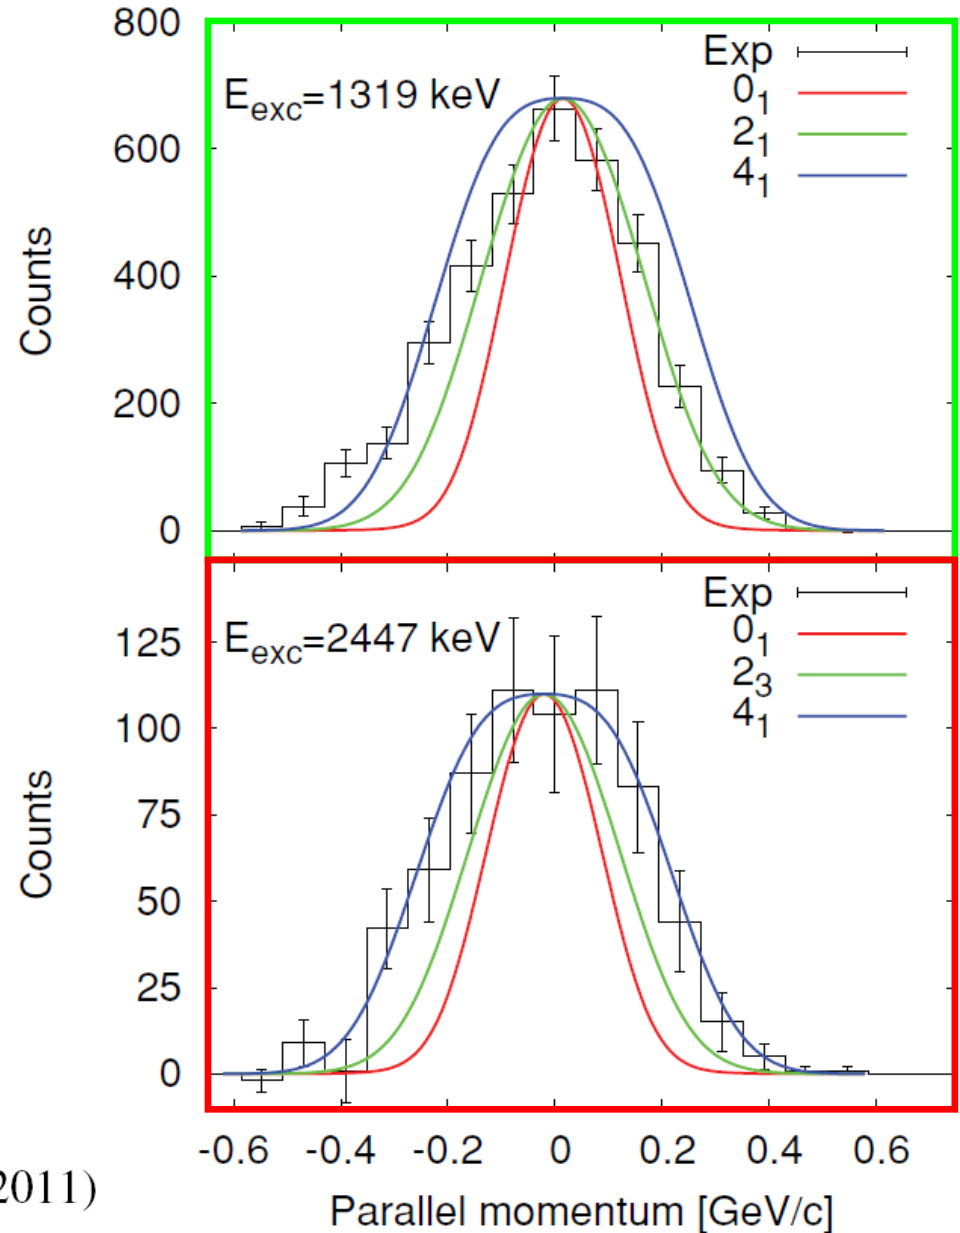 800
600
400
200
0
Counts
E_exc=1319 keV
Exp
0_1
2_1
4_1
125
100
75
50
25
0
Counts
E_exc=2447 keV
Exp
0_1
2_3
4_1
-0.6 -0.4 -0.2 0 0.2 0.4 0.6
Parallel momentum [GeV/c]
2011)